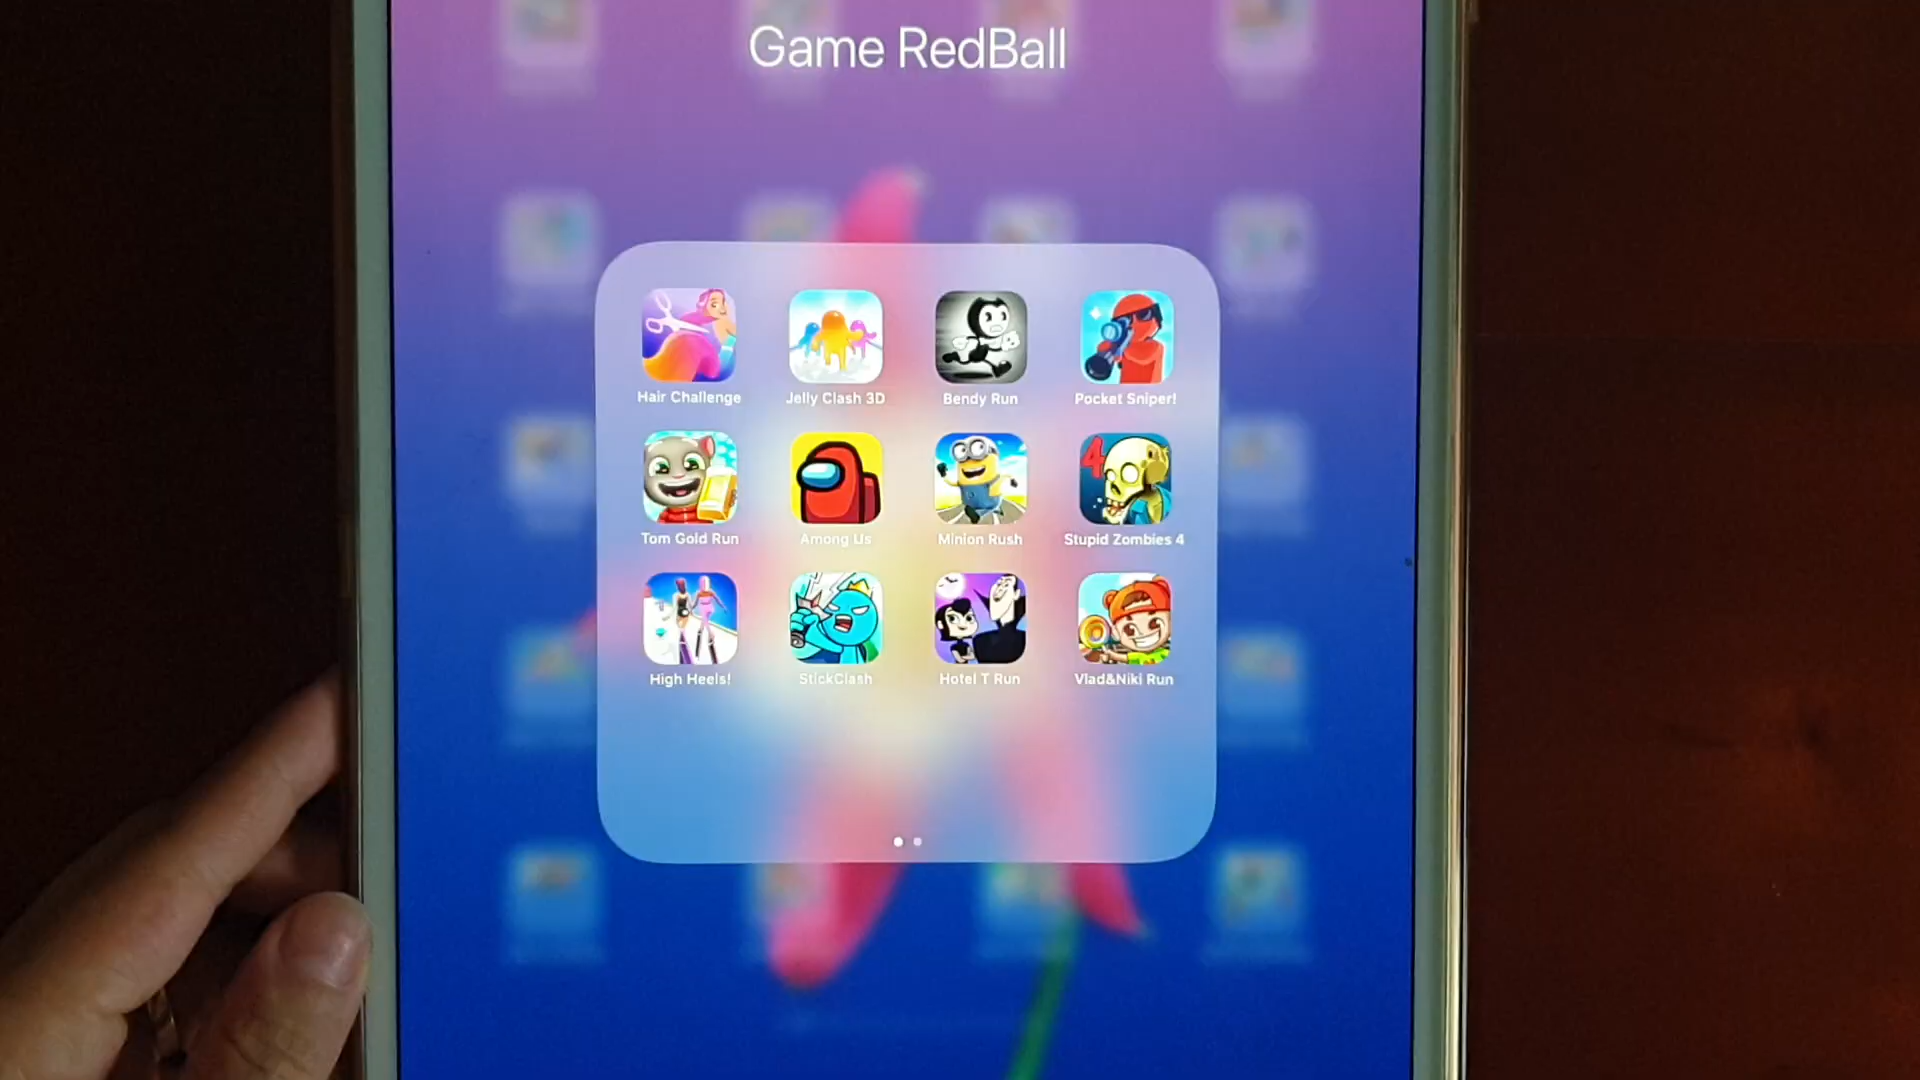 Game RedBall
Hair Challenge
Jelly Clash 3D
Bendy Run
Pocket Sniper!
Tom Gold Run
Among Us
Minion Rush
4
Stupid Zombies 4
High Heels!
StickClash
Hotel T Run
Vlad&Niki Run